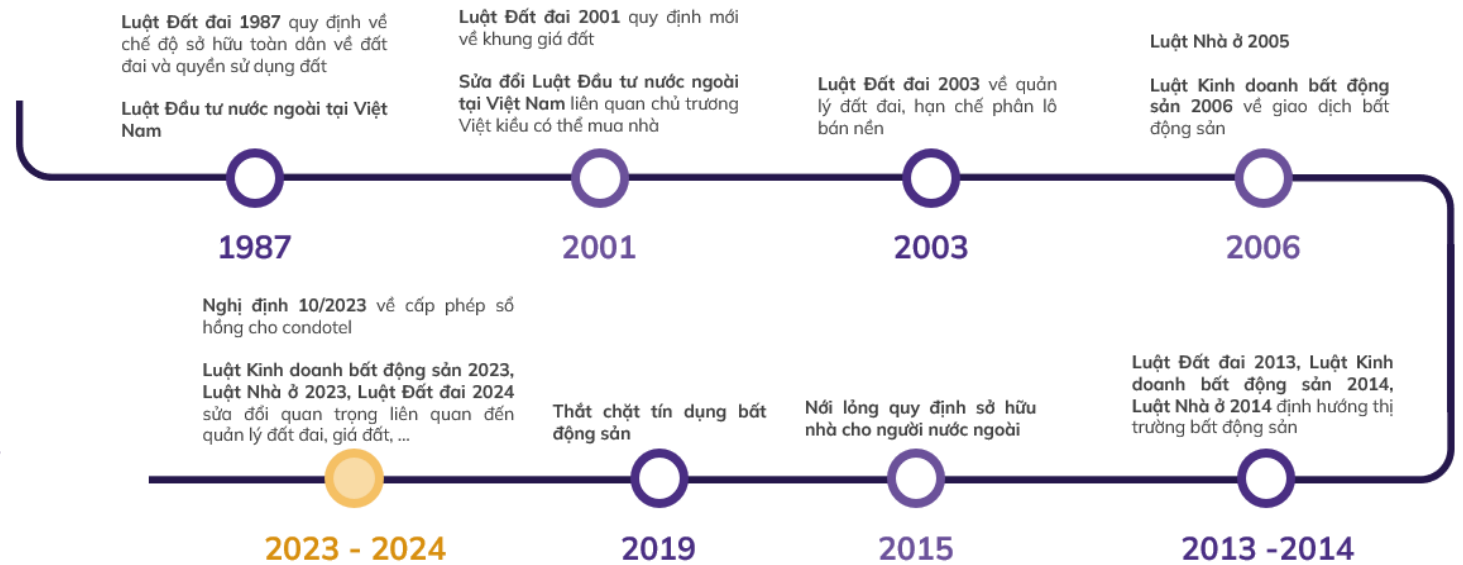 Luật Đất đai 1987 quy định về
chế độ sở hữu toàn dân về đất
đai và quyền sử dụng đất
Luật Đầu tư nước ngoài tại Việt
Nam
1987
Luật Đất đai 2001 quy định mới
về khung giá đất
Sửa đổi Luật Đầu tư nước ngoài
tại Việt Nam liên quan chủ trương
Việt kiều có thể mua nhà
2001
Luật Đất đai 2003 về quản
lý đất đai, hạn chế phân lô
bán nền
2003
Luật Nhà ở 2005
Luật Kinh doanh bất động
sản 2006 về giao dịch bất
động sản
2006
Luật Đất đai 2013, Luật Kinh
doanh bất động sản 2014,
Luật Nhà ở 2014 định hướng thị
trường bất động sản
2013 -2014
Nới lỏng quy định sở hữu
nhà cho người nước ngoài
2015
Thắt chặt tín dụng bất
động sản
2019
Nghị định 10/2023 về cấp phép sổ
hồng cho condotel
Luật Kinh doanh bất động sản 2023,
Luật Nhà ở 2023, Luật Đất đai 2024
sửa đổi quan trọng liên quan đến
quản lý đất đai, giá đất, ...
2023 - 2024